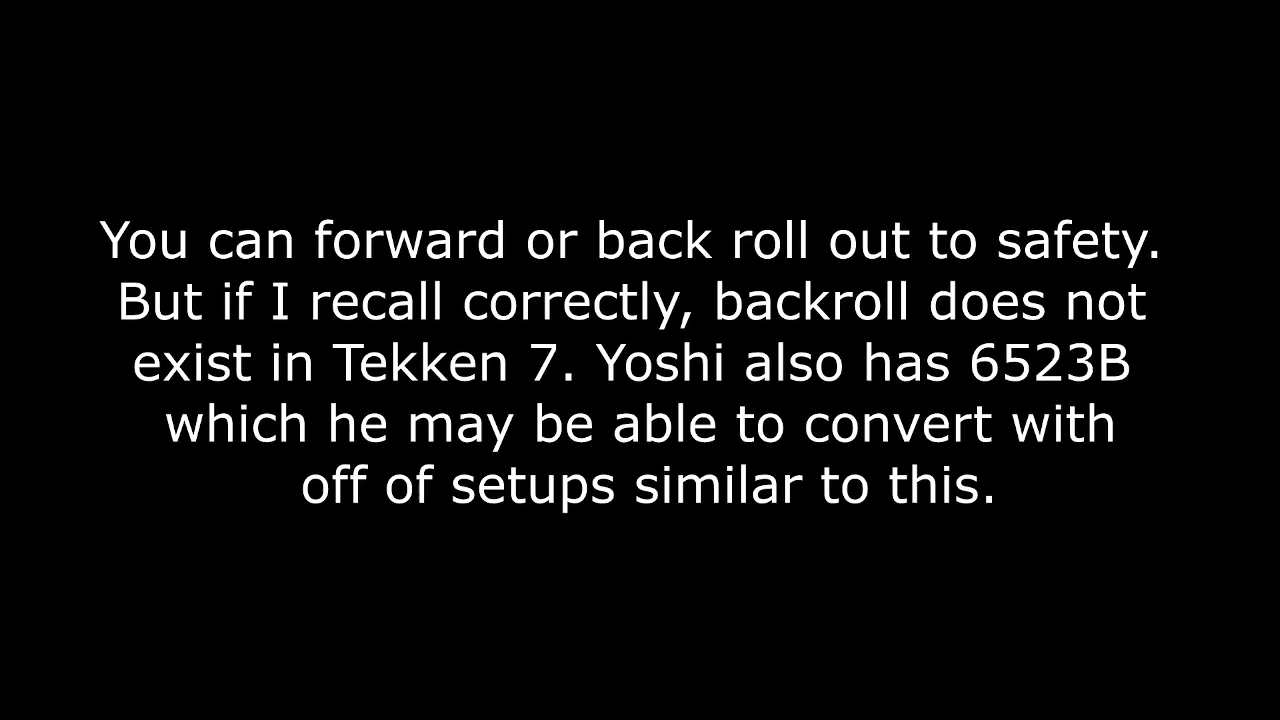 You can forward or back roll out to safety.
But if I recall correctly, backroll does not
exist in Tekken 7. Yoshi also has 6523B
which he may be able to convert with
off of setups similar to this.